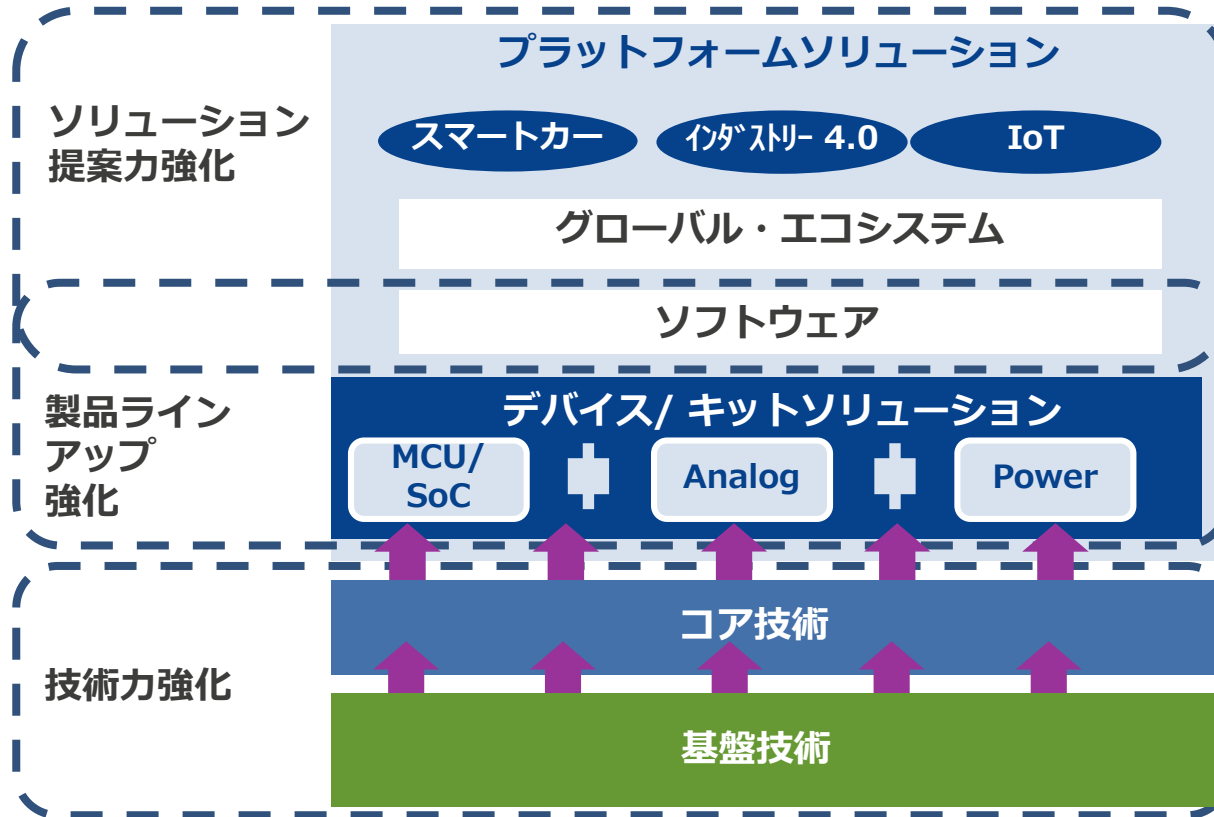 プラットフォームソリューション
ソリューション
提案力強化
スマートカー
インダストリー 4.0
IoT
グローバル・エコシステム
ソフトウェア
製品ライン
アップ
強化
デバイス/ キットソリューション
MCU/
SoC
Analog
Power
コア技術
技術力強化
基盤技術